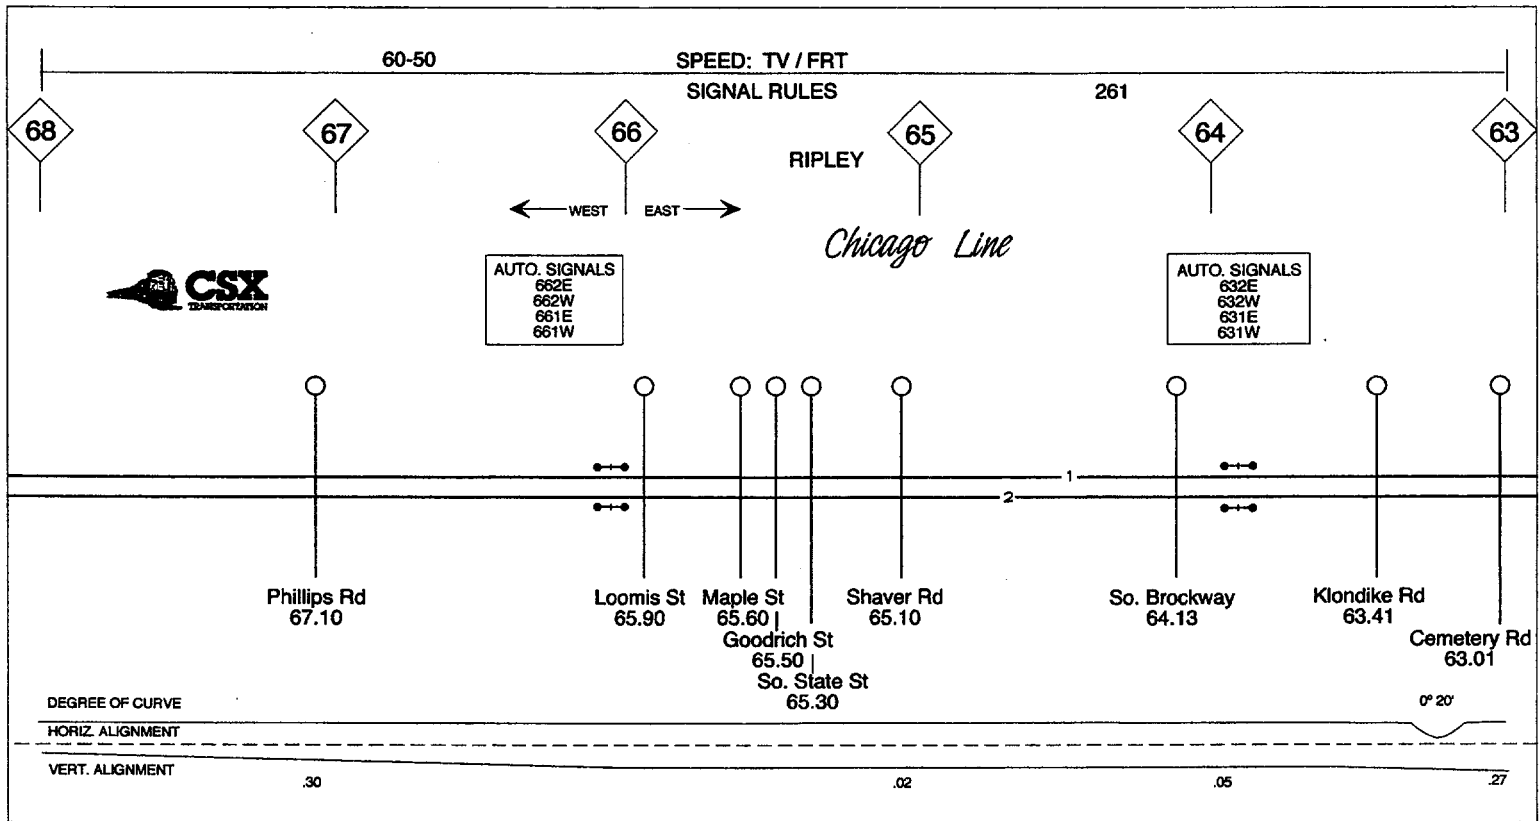 60-50 SPEED: TV / FRT
SIGNAL RULES 261
68 67 66 65 64 63
RIPLEY
WEST EAST
Chicago Line
CSX
TRANSPORTATION
AUTO. SIGNALS
662E
662W
661E
661W
AUTO. SIGNALS
632E
632W
631E
631W
1
2
Phillips Rd
67.10
Loomis St
65.90
Maple St
65.60
Goodrich St
65.50
So. State St
65.30
Shaver Rd
65.10
So. Brockway
64.13
Klondike Rd
63.41
Cemetery Rd
63.01
DEGREE OF CURVE 0° 20'
HORIZ. ALIGNMENT
VERT. ALIGNMENT
.30 .02 .05 .27